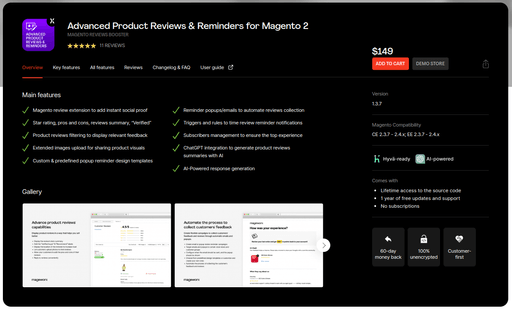 ADVANCED
PRODUCT
REVIEWS &
REMINDERS
Advanced Product Reviews & Reminders for Magento 2
MAGENTO REVIEWS BOOSTER
11 REVIEWS
Overview
Key features
All features
Reviews
Changelog & FAQ
User guide
Main features
Magento review extension to add instant social proof
Star rating, pros and cons, reviews summary, "Verified"
Product reviews filtering to display relevant feedback
Extended images upload for sharing product visuals
Custom & predefined popup reminder design templates
Reminder popups/emails to automate reviews collection
Triggers and rules to time review reminder notifications
Subscribers management to ensure the top experience
ChatGPT integration to generate product reviews
summaries with AI
AI-Powered response generation
Gallery
Advance product reviews
capabilities
Automate the process to
collect customers feedback
How was your experience?
$149
ADD TO CART
DEMO STORE
Version
1.3.7
Magento Compatibility
CE 2.3.7 - 2.4.x; EE 2.3.7 - 2.4.x
Hyvä-ready
AI-powered
Comes with
Lifetime access to the source code
1 year of free updates and support
No subscriptions
60-day
money back
100%
unencrypted
Customer-
first